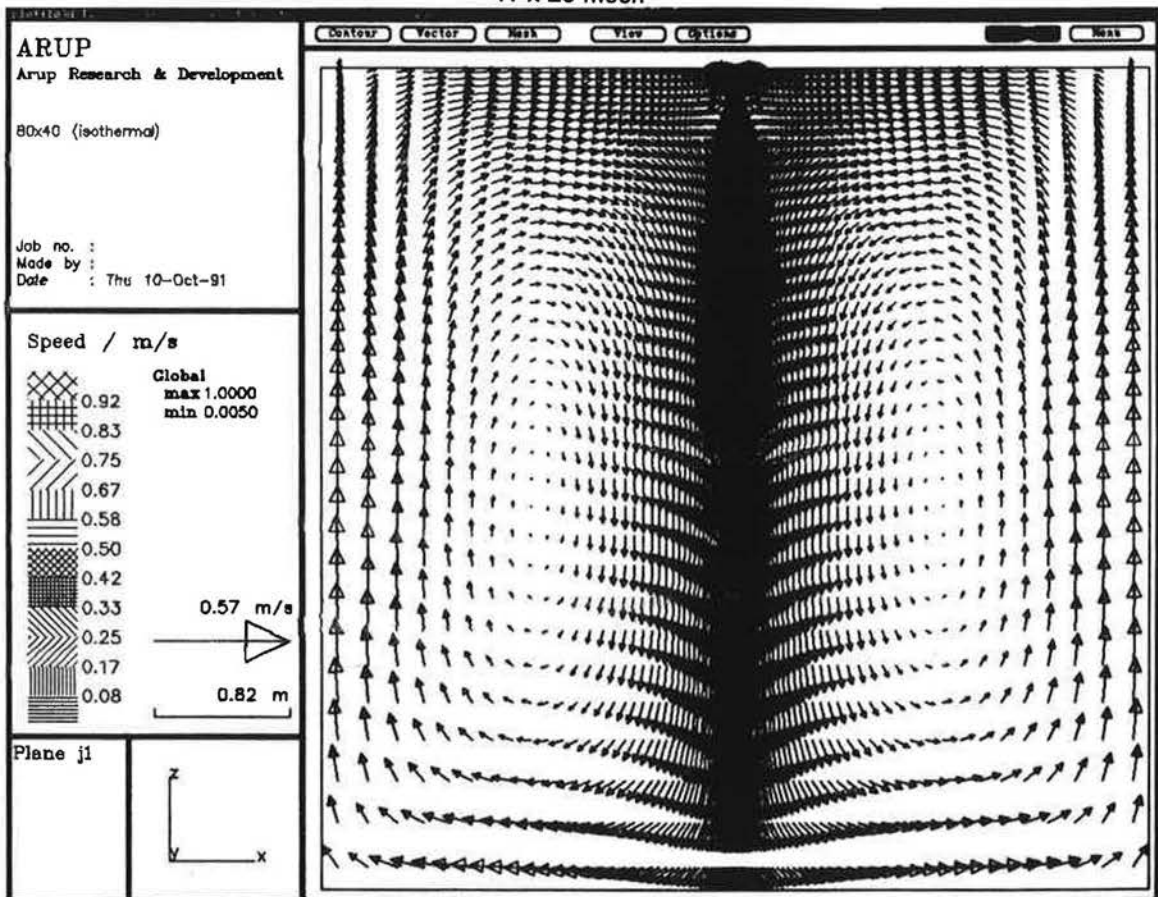 ARUP
Arup Research & Development
80x40 (isothermal)
Job no. :
Made by :
Date : Thu 10-Oct-91
Contour Vector Mesh View Options Menu
Speed / m/s
Global
max 1.0000
min 0.0050
0.92
0.83
0.75
0.67
0.58
0.50
0.42
0.33
0.25
0.17
0.08
0.57 m/s
0.82 m
Plane j1
Z
Y
X